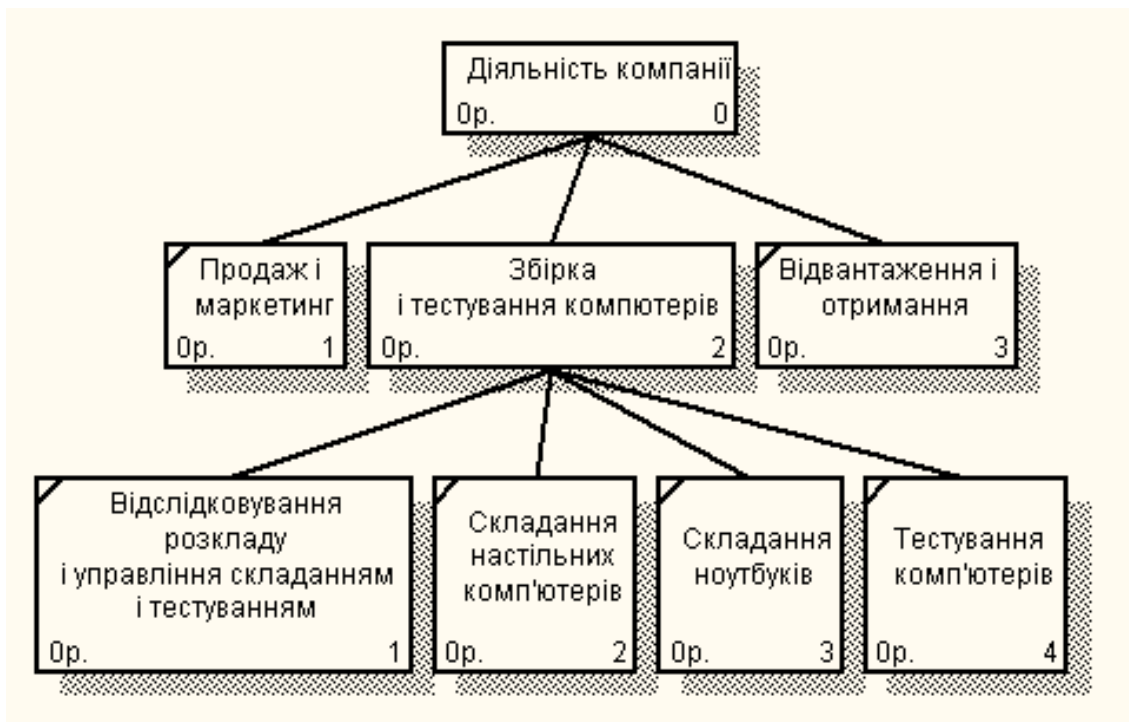 Діяльність компанії
0р. 0
Продаж і
маркетинг
0р. 1
Збірка
і тестування компютерів
0р. 2
Відвантаження і
отримання
0р. 3
Відслідковування
розкладу
і управління складанням
і тестуванням
0р. 1
Складання
настільних
комп'ютерів
0р. 2
Складання
ноутбуків
0р. 3
Тестування
комп'ютерів
0р. 4